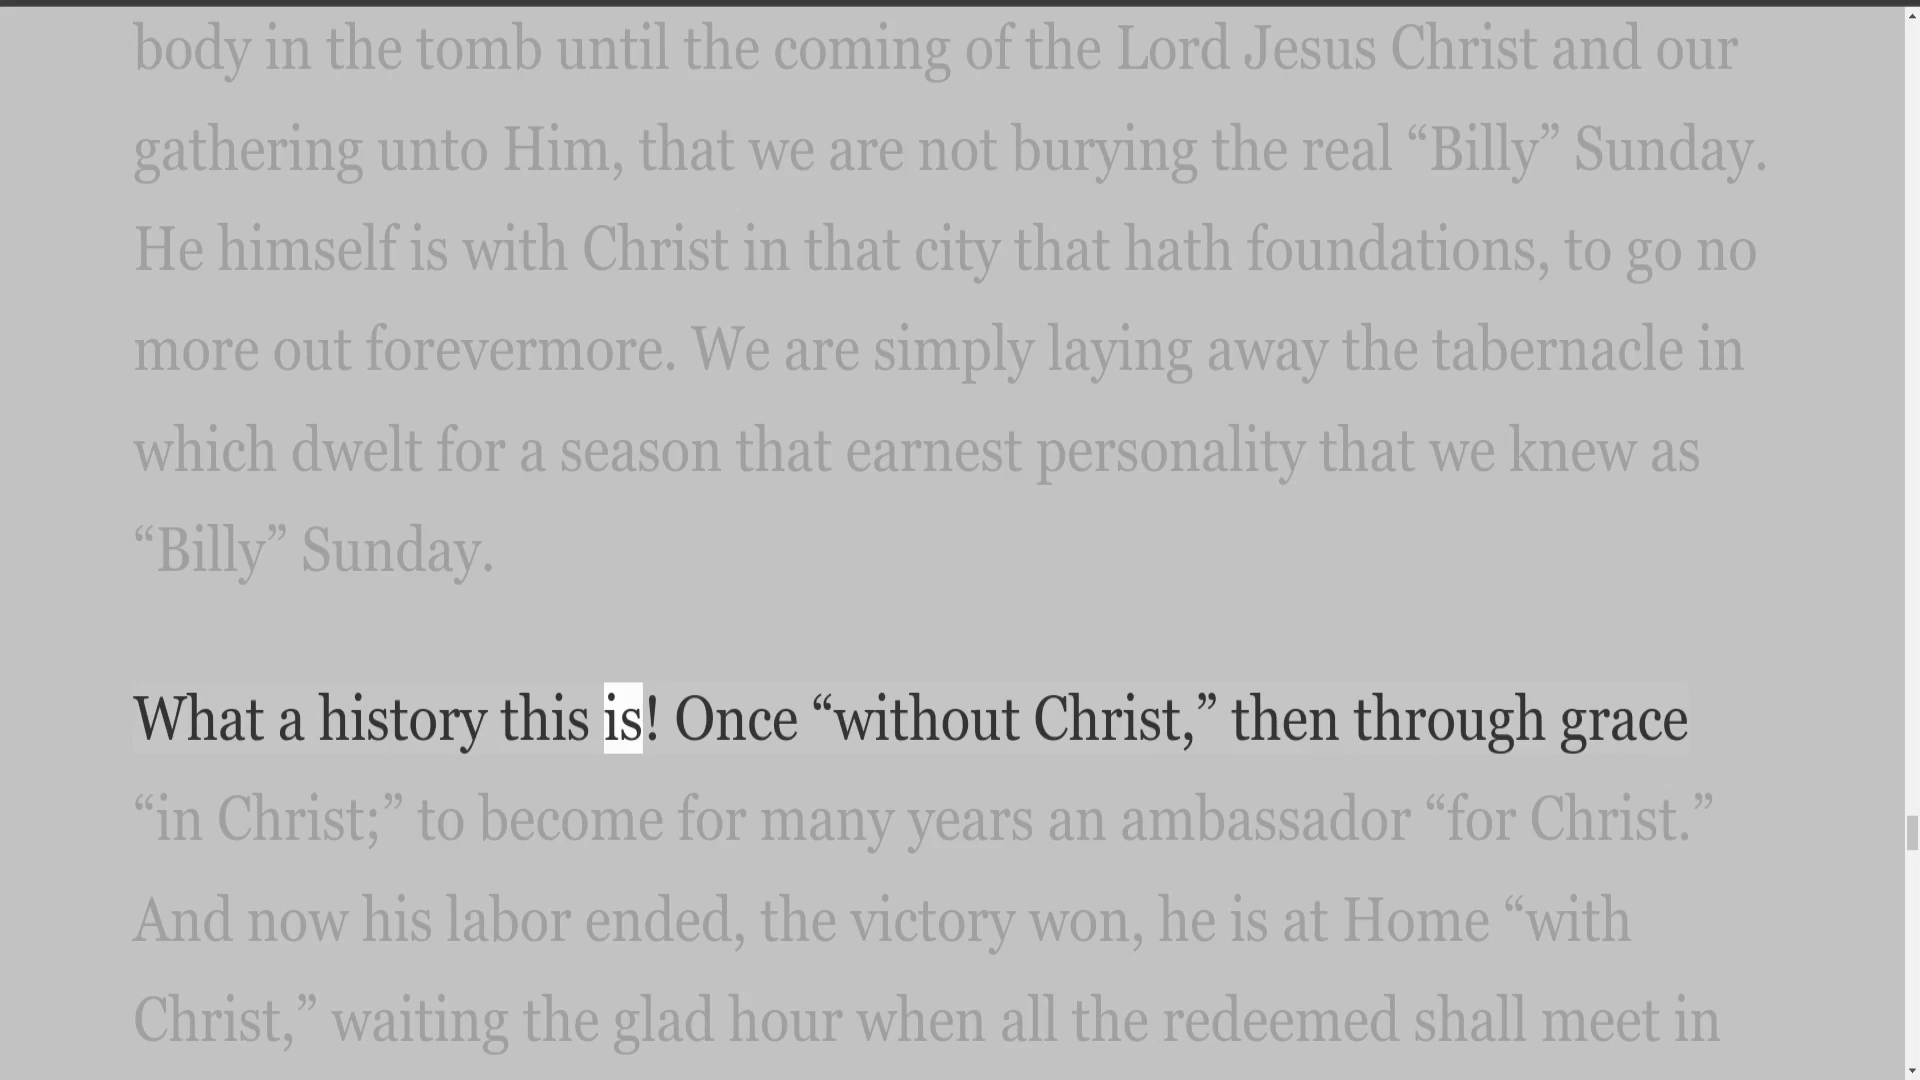 body in the tomb until the coming of the Lord Jesus Christ and our
gathering unto Him, that we are not burying the real “Billy” Sunday.
He himself is with Christ in that city that hath foundations, to go no
more out forevermore. We are simply laying away the tabernacle in
which dwelt for a season that earnest personality that we knew as
“Billy” Sunday.
What a history this is! Once “without Christ,” then through grace
“in Christ;” to become for many years an ambassador “for Christ.”
And now his labor ended, the victory won, he is at Home “with
Christ,” waiting the glad hour when all the redeemed shall meet in